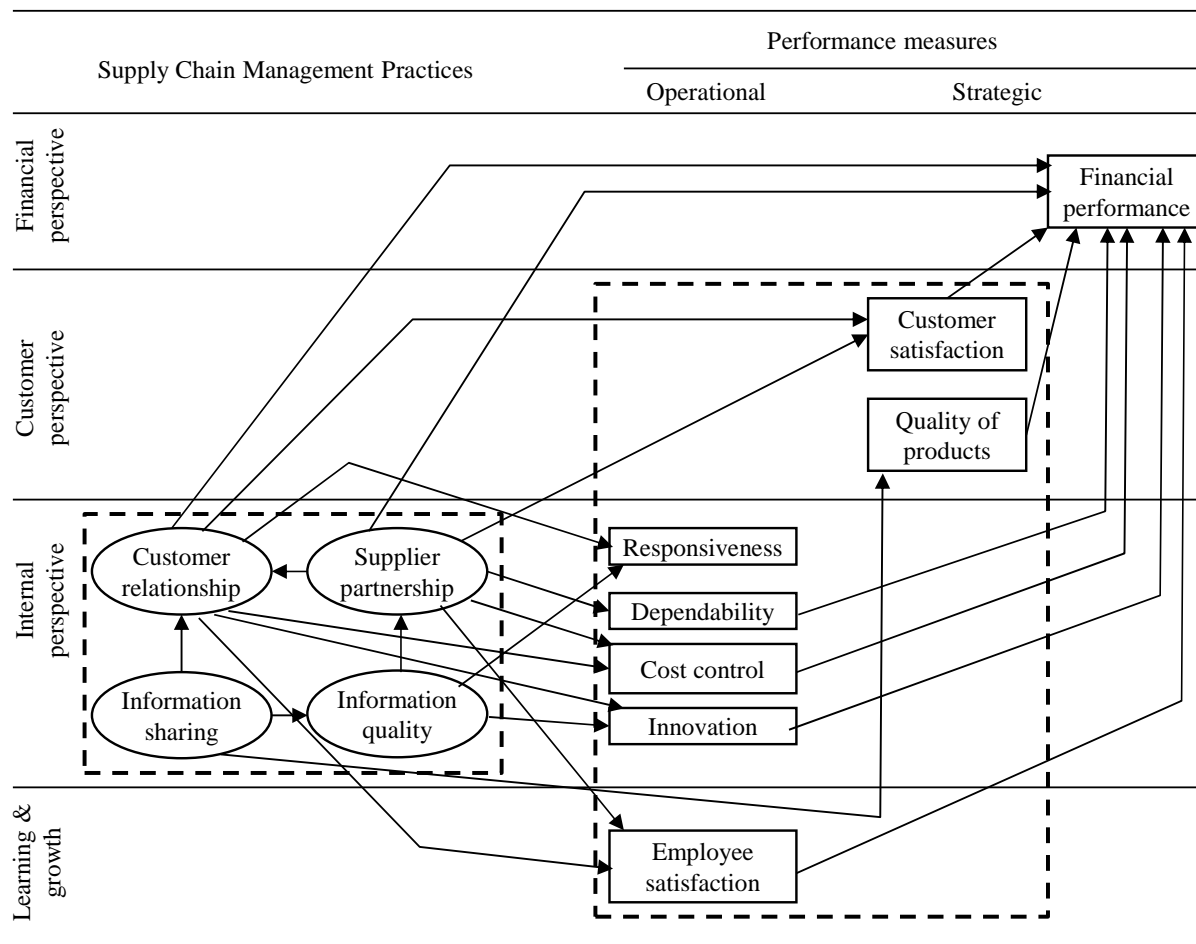 Performance measures
Supply Chain Management Practices
Operational
Strategic
Financial
perspective
Financial
performance
Customer
perspective
Customer
satisfaction
Quality of
products
Internal
perspective
Customer
relationship
Supplier
partnership
Responsiveness
Dependability
Cost control
Information
sharing
Information
quality
Innovation
Learning &
growth
Employee
satisfaction